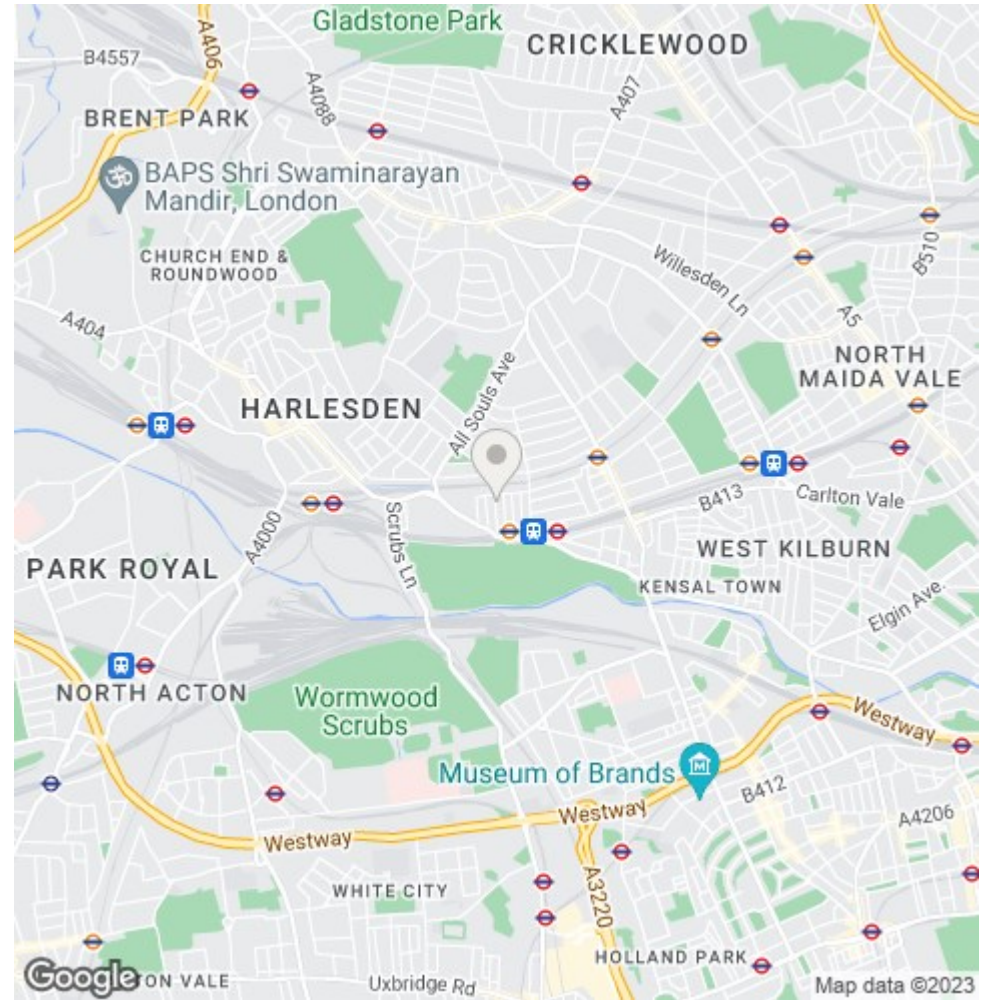 Gladstone Park
CRICKLEWOOD
A406
B4557
A4088
A407
BRENT PARK
BAPS Shri Swaminarayan
Mandir, London
B510
CHURCH END &
ROUNDWOOD
Willesden Ln
A404
A5
NORTH
MAIDA VALE
All Souls Ave
HARLESDEN
B413
Carlton Vale
Scrubs Ln
A4000
WEST KILBURN
PARK ROYAL
KENSAL TOWN
Elgin Ave.
NORTH ACTON
Wormwood
Scrubs
Westway
Museum of Brands
M
B412
Westway
A4206
Westway
A3220
WHITE CITY
HOLLAND PARK
Google
TON VALE
Uxbridge Rd
Map data ©2023